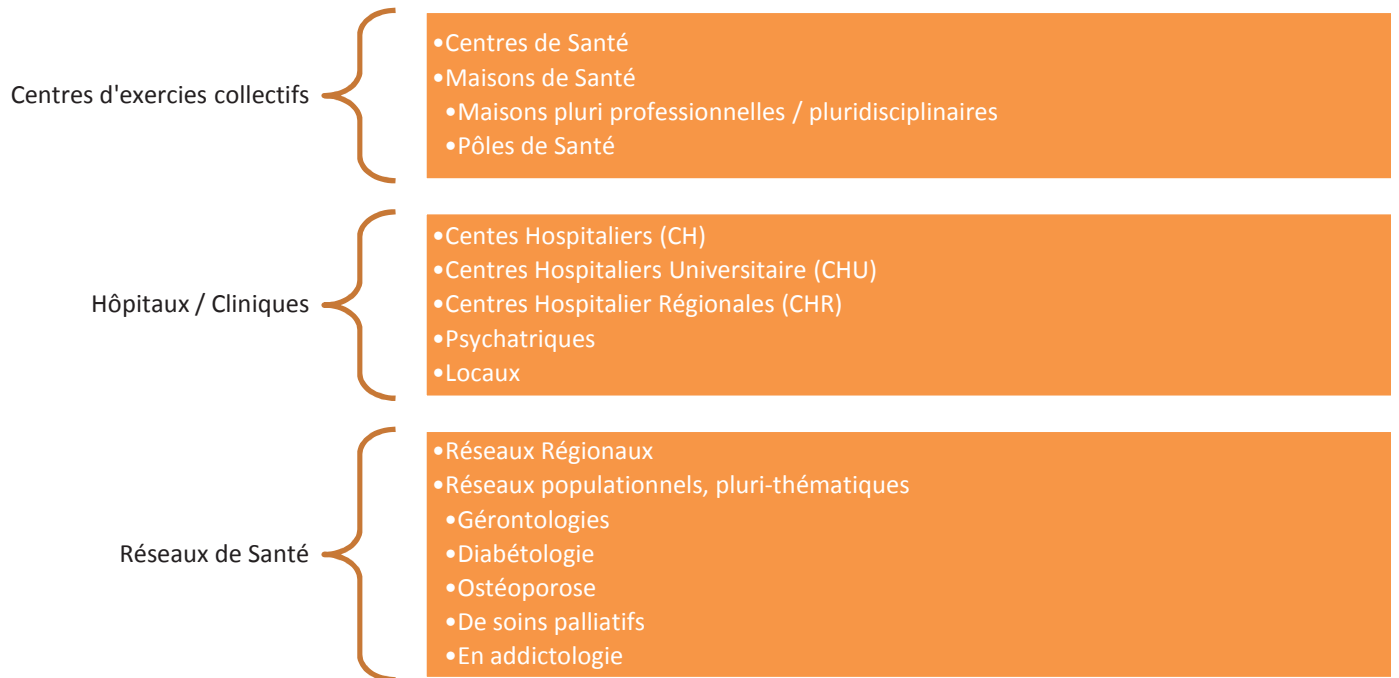 Centres d'exercies collectifs
•Centres de Santé
•Maisons de Santé
•Maisons pluri professionnelles / pluridisciplinaires
•Pôles de Santé
Hôpitaux / Cliniques
•Centes Hospitaliers (CH)
•Centres Hospitaliers Universitaire (CHU)
•Centres Hospitalier Régionales (CHR)
•Psychatriques
•Locaux
Réseaux de Santé
•Réseaux Régionaux
•Réseaux populationnels, pluri-thématiques
•Gérontologies
•Diabétologie
•Ostéoporose
•De soins palliatifs
•En addictologie